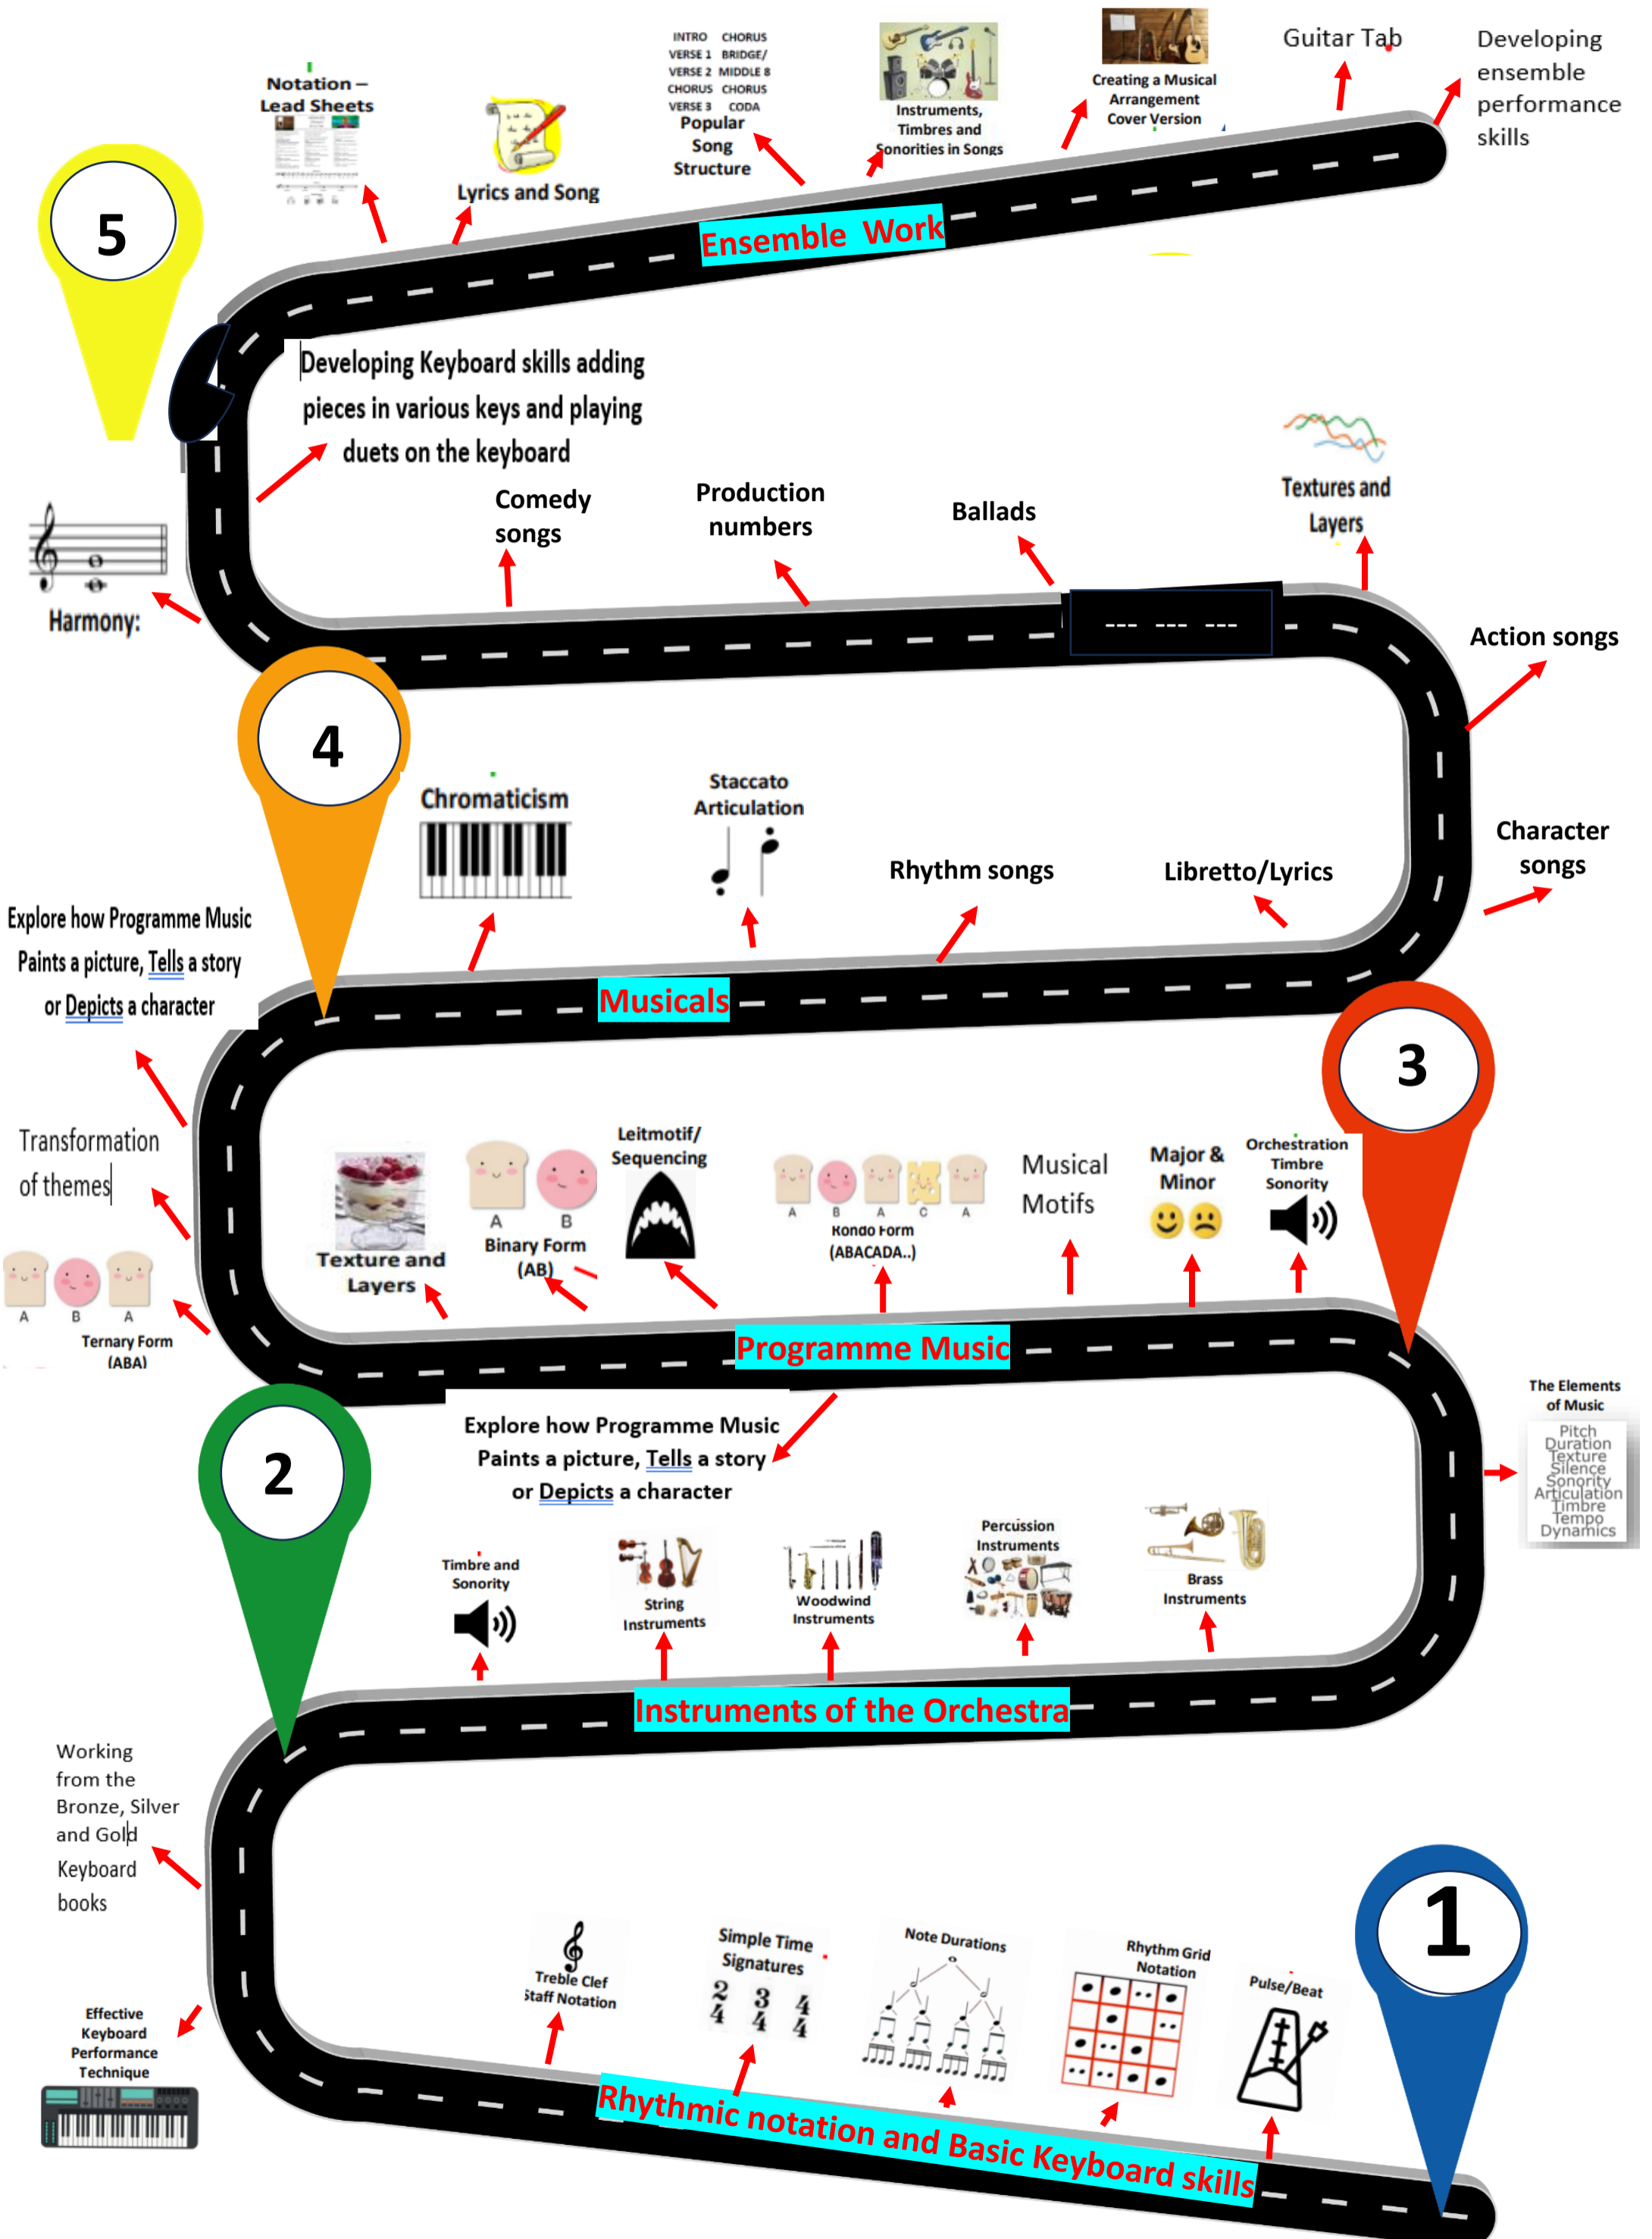 INTRO CHORUS
VERSE 1 BRIDGE/
VERSE 2 MIDDLE 8
CHORUS CHORUS
VERSE 3 CODA
Popular
Song
Structure
Notation –
Lead Sheets
Lyrics and Song
Instruments,
Timbres and
Sonorities in Songs
Creating a Musical
Arrangement
Cover Version
Guitar Tab
Developing
ensemble
performance
skills
5
Ensemble Work
Developing Keyboard skills adding
pieces in various keys and playing
duets on the keyboard
Harmony:
Comedy
songs
Production
numbers
Ballads
Textures and
Layers
Action songs
Character
songs
4
Chromaticism
Staccato
Articulation
Rhythm songs
Libretto/Lyrics
Musicals
Explore how Programme Music
Paints a picture, Tells a story
or Depicts a character
Transformation
of themes
A B A
Ternary Form
(ABA)
3
Texture and
Layers
A B
Binary Form
(AB)
Leitmotif/
Sequencing
A B A C A
Rondo Form
(ABACADA..)
Musical
Motifs
Major &
Minor
Orchestration
Timbre
Sonority
Programme Music
Explore how Programme Music
Paints a picture, Tells a story
or Depicts a character
The Elements
of Music
Pitch
Duration
Texture
Silence
Sonority
Articulation
Timbre
Tempo
Dynamics
2
Timbre and
Sonority
String
Instruments
Woodwind
Instruments
Percussion
Instruments
Brass
Instruments
Instruments of the Orchestra
Working
from the
Bronze, Silver
and Gold
Keyboard
books
Effective
Keyboard
Performance
Technique
Treble Clef
Staff Notation
Simple Time
Signatures
2 3 4
4 4 4
Note Durations
Rhythm Grid
Notation
Pulse/Beat
1
Rhythmic notation and Basic Keyboard skills